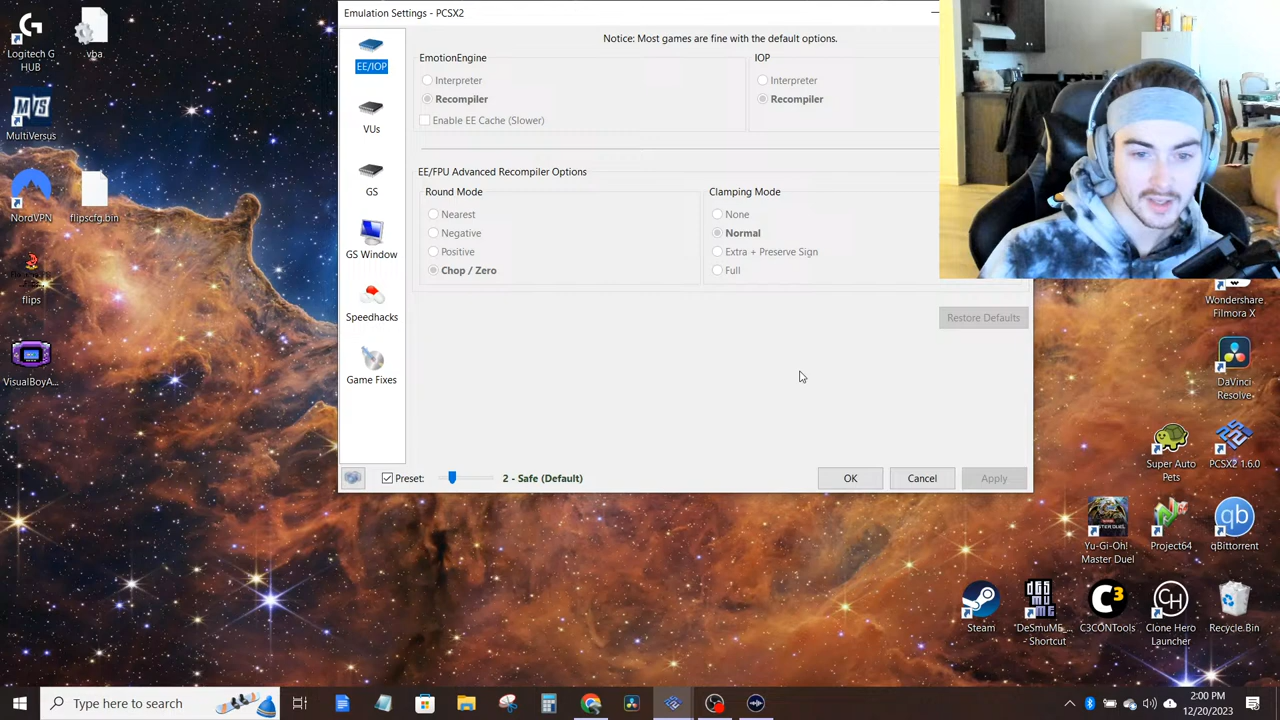 Emulation Settings - PCSX2
Logitech G
HUB
.vba
MultiVersus
NordVPN
flipscfg.bin
flips
VisualBoyA...
EE/IOP
VUs
GS
GS Window
Speedhacks
Game Fixes
Notice: Most games are fine with the default options.
EmotionEngine
Interpreter
Recompiler
Enable EE Cache (Slower)
IOP
Interpreter
Recompiler
EE/FPU Advanced Recompiler Options
Round Mode
Nearest
Negative
Positive
Chop / Zero
Clamping Mode
None
Normal
Extra + Preserve Sign
Full
Restore Defaults
Preset:
2 - Safe (Default)
OK
Cancel
Apply
Wondershare
Filmora X
DaVinci
Resolve
Super Auto
Pets
PCSX2 1.6.0
Yu-Gi-Oh!
Master Duel
Project64
qBittorrent
Steam
"DeSmuME_...
- Shortcut
C3CONTools
Clone Hero
Launcher
Recycle.Bin
Type here to search
2:00 PM
12/20/2023